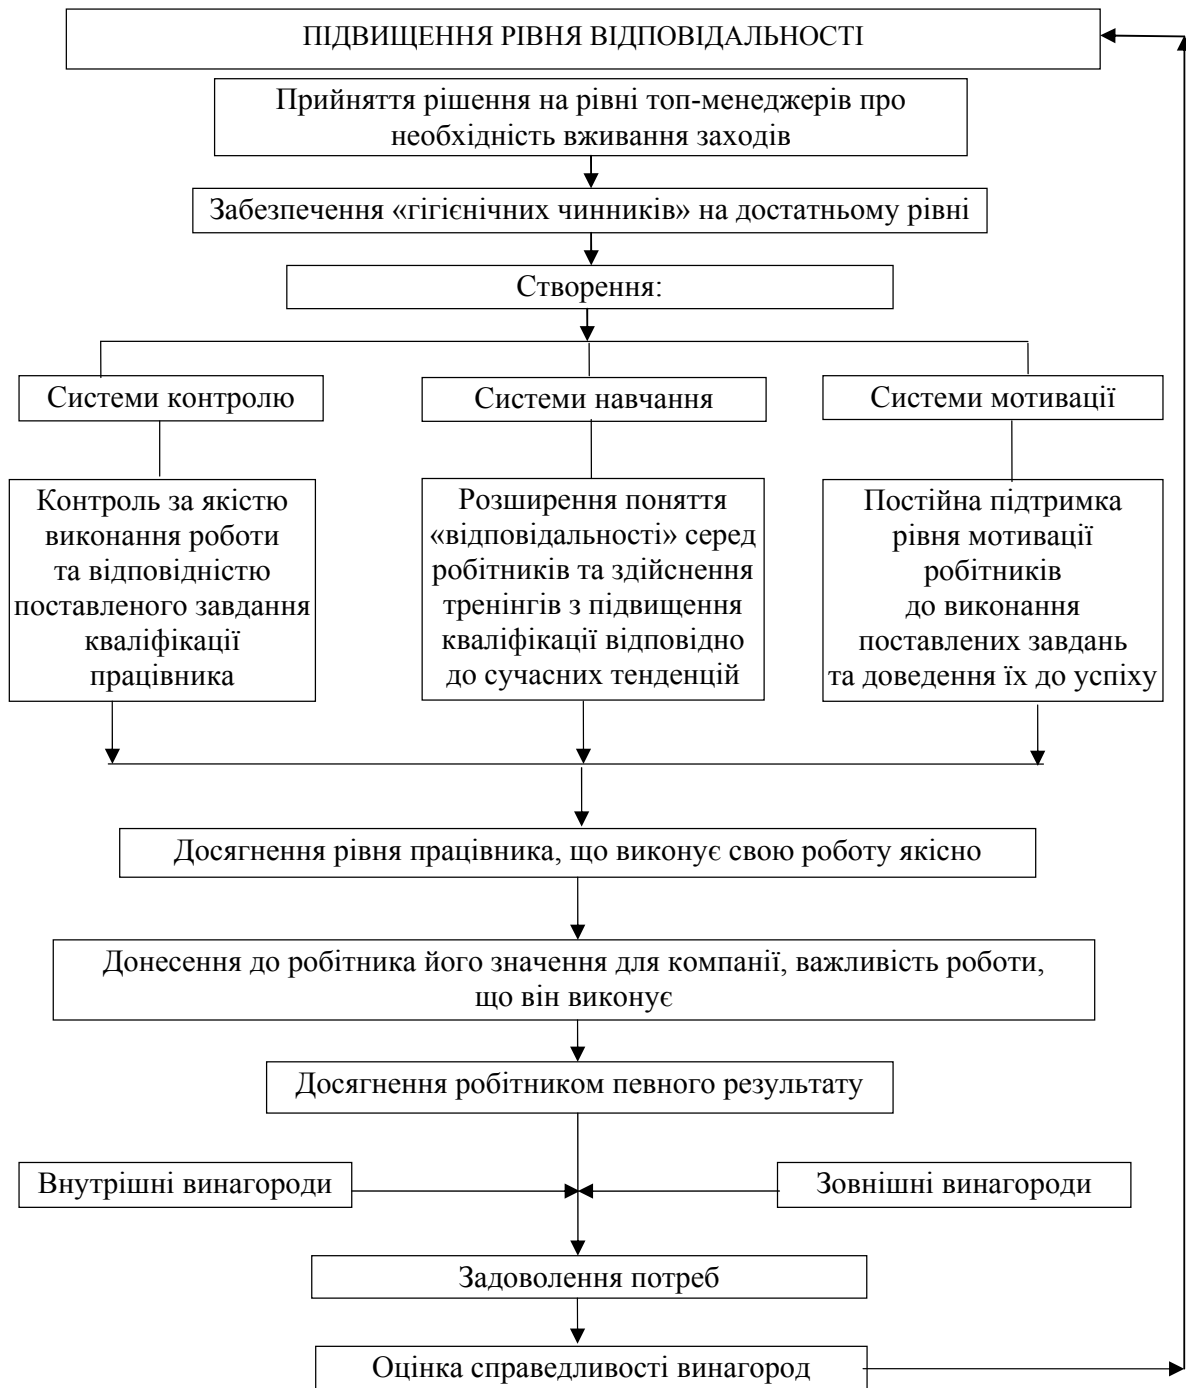 ПІДВИЩЕННЯ РІВНЯ ВІДПОВІДАЛЬНОСТІ
Прийняття рішення на рівні топ-менеджерів про
необхідність вживання заходів
Забезпечення «гігієнічних чинників» на достатньому рівні
Створення:
Системи контролю
Системи навчання
Системи мотивації
Контроль за якістю
виконання роботи
та відповідністю
поставленого завдання
кваліфікації
працівника
Розширення поняття
«відповідальності» серед
робітників та здійснення
тренінгів з підвищення
кваліфікації відповідно
до сучасних тенденцій
Постійна підтримка
рівня мотивації
робітників
до виконання
поставлених завдань
та доведення їх до успіху
Досягнення рівня працівника, що виконує свою роботу якісно
Донесення до робітника його значення для компанії, важливість роботи,
що він виконує
Досягнення робітником певного результату
Внутрішні винагороди
Зовнішні винагороди
Задоволення потреб
Оцінка справедливості винагород